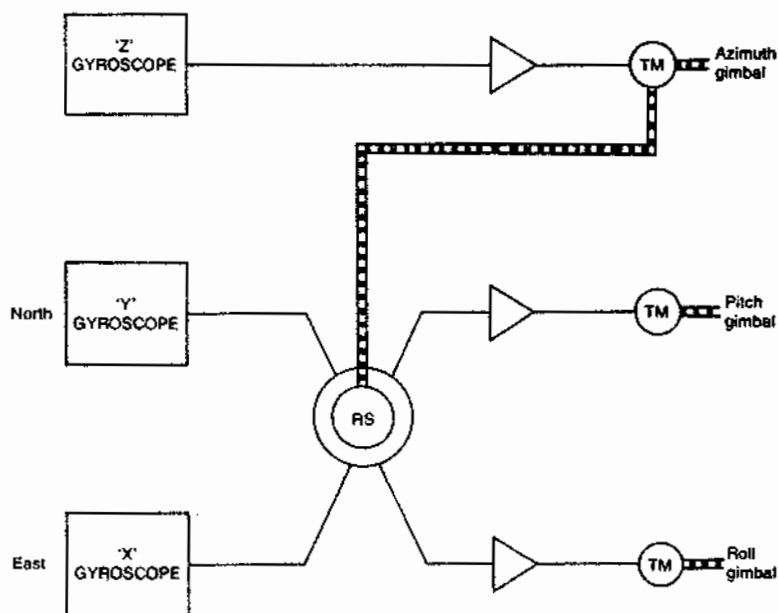 'Z'
GYROSCOPE
TM
Azimuth
gimbal
North
'Y'
GYROSCOPE
TM
Pitch
gimbal
RS
East
'X'
GYROSCOPE
TM
Roll
gimbal